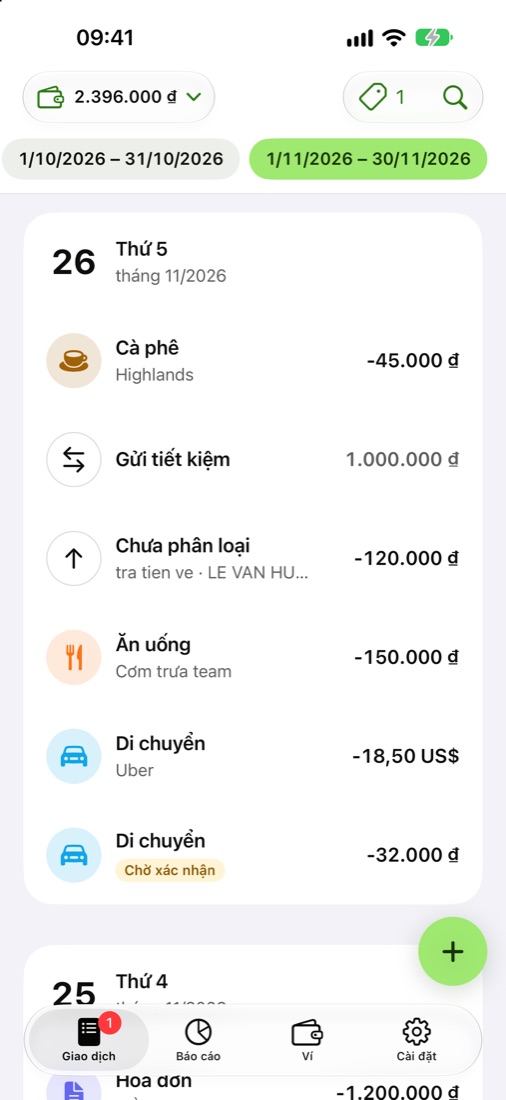 09:41
2.396.000 ₫
1
1/10/2026 – 31/10/2026
1/11/2026 – 30/11/2026
26
Thứ 5
tháng 11/2026
Cà phê
-45.000 ₫
Highlands
Gửi tiết kiệm
1.000.000 ₫
Chưa phân loại
-120.000 ₫
tra tien ve · LE VAN HU...
Ăn uống
-150.000 ₫
Cơm trưa team
Di chuyển
-18,50 US$
Uber
Di chuyển
-32.000 ₫
Chờ xác nhận
25
Thứ 4
1
Giao dịch
Báo cáo
Ví
Cài đặt
Hóa đơn
-1.200.000 ₫